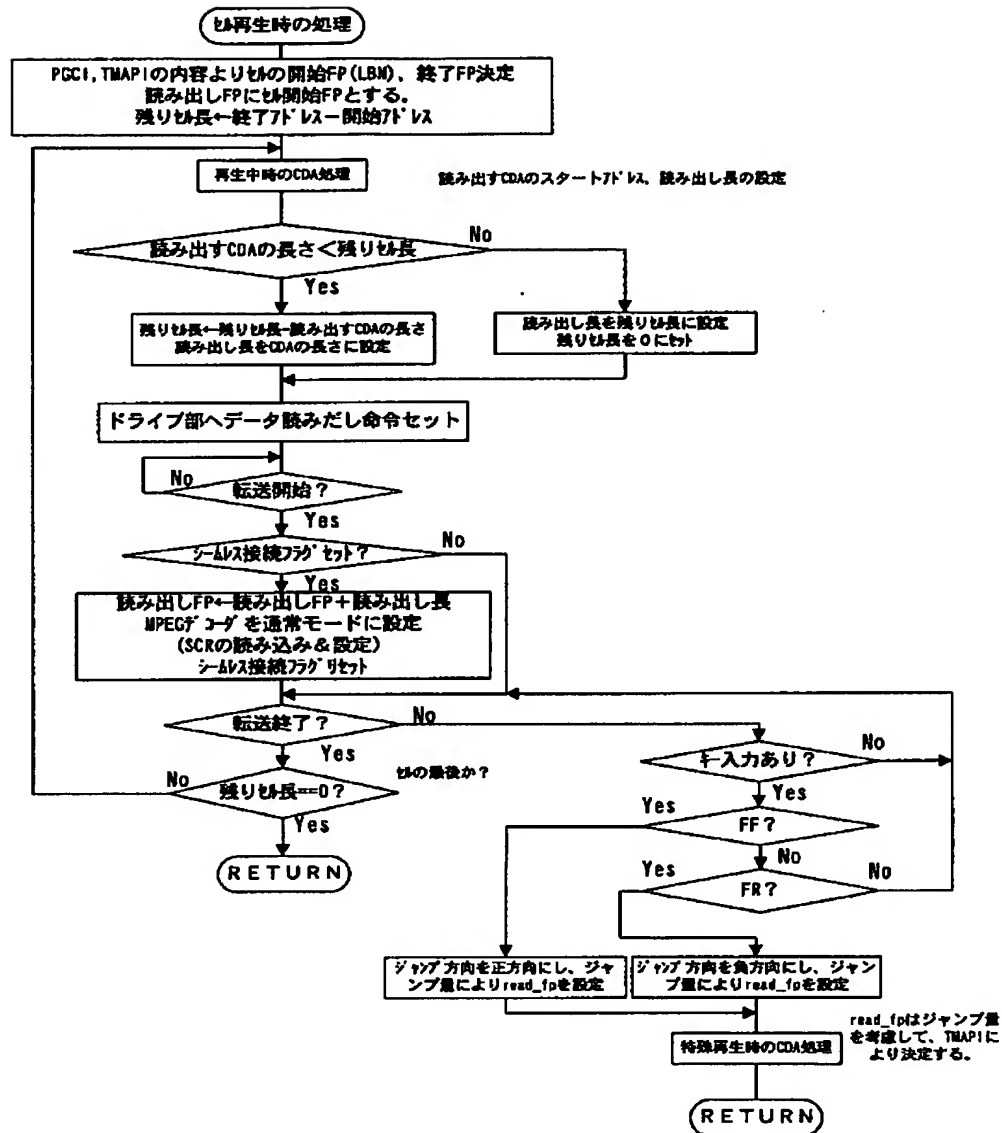 セル再生時の処理
PGCI,TMAPIの内容よりセルの開始FP(LBN)、終了FP決定
読み出しFPにセル開始FPとする。
残りセル長←終了アドレス－開始アドレス
再生中時のCDA処理
読み出すCDAのスタートアドレス、読み出し長の設定
読み出すCDAの長さ＜残りセル長
No
Yes
残りセル長←残りセル長-読み出すCDAの長さ
読み出し長をCDAの長さに設定
読み出し長を残りセル長に設定
残りセル長を０にセット
ドライブ部へデータ読みだし命令セット
No
転送開始？
Yes
シームレス接続フラグセット？
No
Yes
読み出しFP←読み出しFP＋読み出し長
MPEGデコーダを通常モードに設定
(SCRの読み込み＆設定)
シームレス接続フラグリセット
転送終了？
No
Yes
No
残りセル長==0？
セルの最後か？
Yes
RETURN
キー入力あり？
No
Yes
Yes
FF？
No
Yes
FR？
No
ジャンプ方向を正方向にし、ジャ
ンプ量によりread_fpを設定
ジャンプ方向を負方向にし、ジャン
プ量によりread_fpを設定
read_fpはジャンプ量
を考慮して、TMAPIに
より決定する。
特殊再生時のCDA処理
RETURN